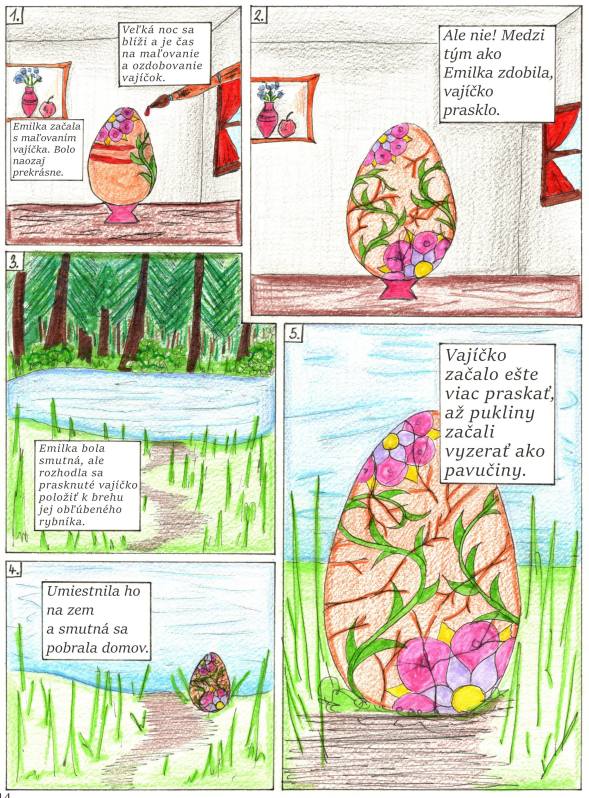 1.
Veľká noc sa
blíži a je čas
na maľovanie
a ozdobovanie
vajíčok.
Emilka začala
s maľovaním
vajíčka. Bolo
naozaj
prekrásne.
2.
Ale nie! Medzi
tým ako
Emilka zdobila,
vajíčko
prasklo.
3.
Emilka bola
smutná, ale
rozhodla sa
prasknuté vajíčko
položiť k brehu
jej obľúbeného
rybníka.
4.
Umiestnila ho
na zem
a smutná sa
pobrala domov.
5.
Vajíčko
začalo ešte
viac praskať,
až pukliny
začali
vyzerať ako
pavučiny.